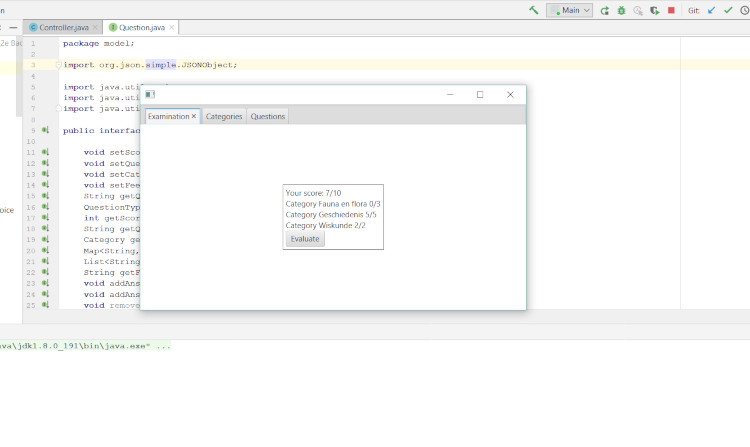 n
Main
Git:
Controller.java
Question.java
2e Bac
1 package model;
2
3 import org.json.simple.JSONObject;
4
5 import java.uti
6 import java.uti
7 import java.uti
8
9 public interfac
10
11 void setSco
12 void setQue
13 void setCat
14 void setFee
15 String getQ
16 QuestionTyp
17 int getScor
18 String getQ
19 Category ge
20 Map<String,
21 List<String
22 String getF
23 void addAns
24 void addAns
25 void remove
oice
Examination
Categories
Questions
Your score: 7/10
Category Fauna en flora 0/3
Category Geschiedenis 5/5
Category Wiskunde 2/2
Evaluate
ava\jdk1.8.0_191\bin\java.exe" ...